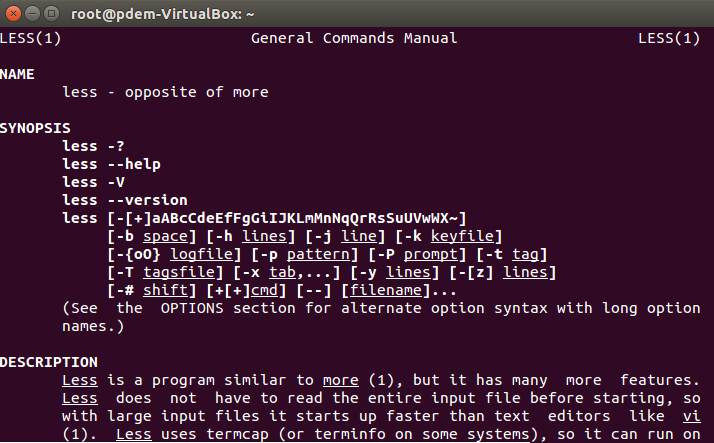 root@pdem-VirtualBox: ~
LESS(1) General Commands Manual LESS(1)
NAME
less - opposite of more
SYNOPSIS
less -?
less --help
less -V
less --version
less [-[+]aABcCdeEfFgGiIJKLmMnNqQrRsSuUVwWX~]
[-b space] [-h lines] [-j line] [-k keyfile]
[-{oO} logfile] [-p pattern] [-P prompt] [-t tag]
[-T tagsfile] [-x tab,...] [-y lines] [-[z] lines]
[-# shift] [+[+]cmd] [--] [filename]...
(See the OPTIONS section for alternate option syntax with long option
names.)
DESCRIPTION
Less is a program similar to more (1), but it has many more features.
Less does not have to read the entire input file before starting, so
with large input files it starts up faster than text editors like vi
(1). Less uses termcap (or terminfo on some systems), so it can run on